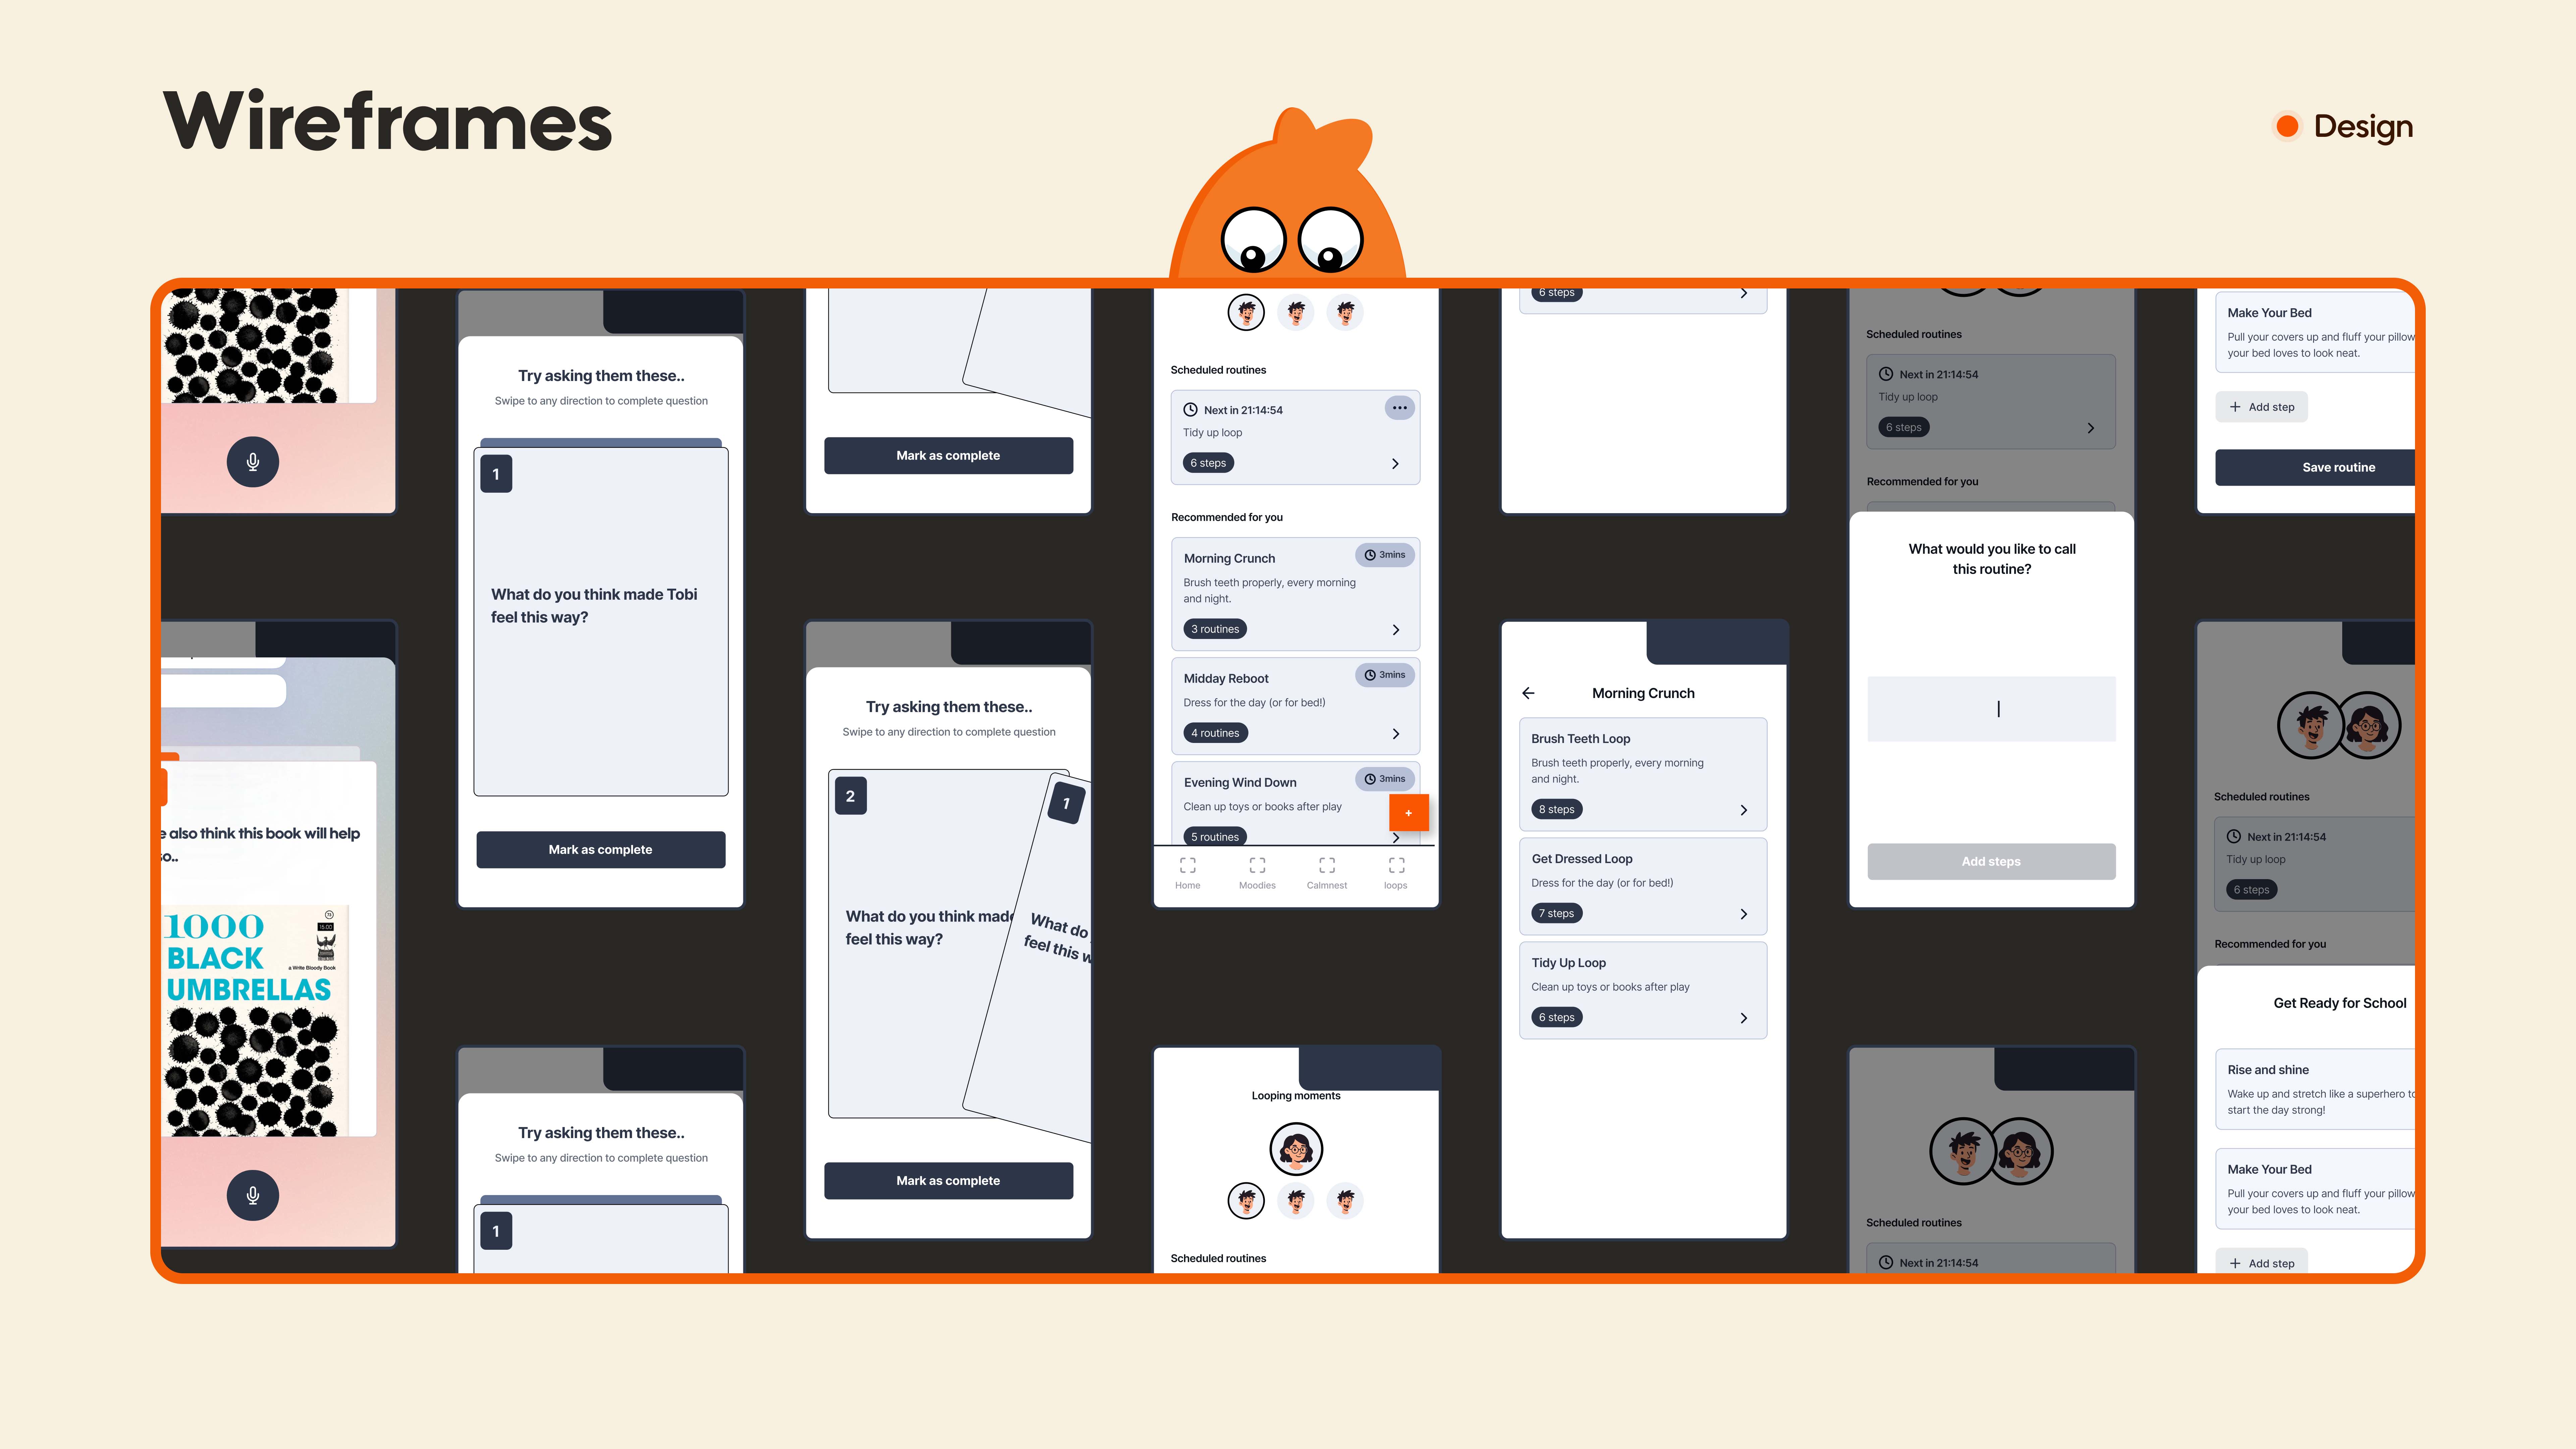 Wireframes
Design
e also think this book will help
so..
1000
BLACK
UMBRELLAS
a Write Bloody Book
15.00
Try asking them these..
Swipe to any direction to complete question
1
What do you think made Tobi
feel this way?
Mark as complete
Try asking them these..
Swipe to any direction to complete question
1
Mark as complete
Try asking them these..
Swipe to any direction to complete question
2
1
What do you think made
feel this way?
What do
feel this w
Mark as complete
Scheduled routines
Next in 21:14:54
Tidy up loop
6 steps
Recommended for you
Morning Crunch
3mins
Brush teeth properly, every morning
and night.
3 routines
Midday Reboot
3mins
Dress for the day (or for bed!)
4 routines
Evening Wind Down
3mins
Clean up toys or books after play
5 routines
+
Home
Moodies
Calmnest
loops
Looping moments
Scheduled routines
6 steps
Morning Crunch
Brush Teeth Loop
Brush teeth properly, every morning
and night.
8 steps
Get Dressed Loop
Dress for the day (or for bed!)
7 steps
Tidy Up Loop
Clean up toys or books after play
6 steps
Scheduled routines
Next in 21:14:54
Tidy up loop
6 steps
Recommended for you
What would you like to call
this routine?
Add steps
Scheduled routines
Next in 21:14:54
Make Your Bed
Pull your covers up and fluff your pillow
your bed loves to look neat.
+ Add step
Save routine
Scheduled routines
Next in 21:14:54
Tidy up loop
6 steps
Recommended for you
Get Ready for School
Rise and shine
Wake up and stretch like a superhero to
start the day strong!
Make Your Bed
Pull your covers up and fluff your pillow
your bed loves to look neat.
+ Add step